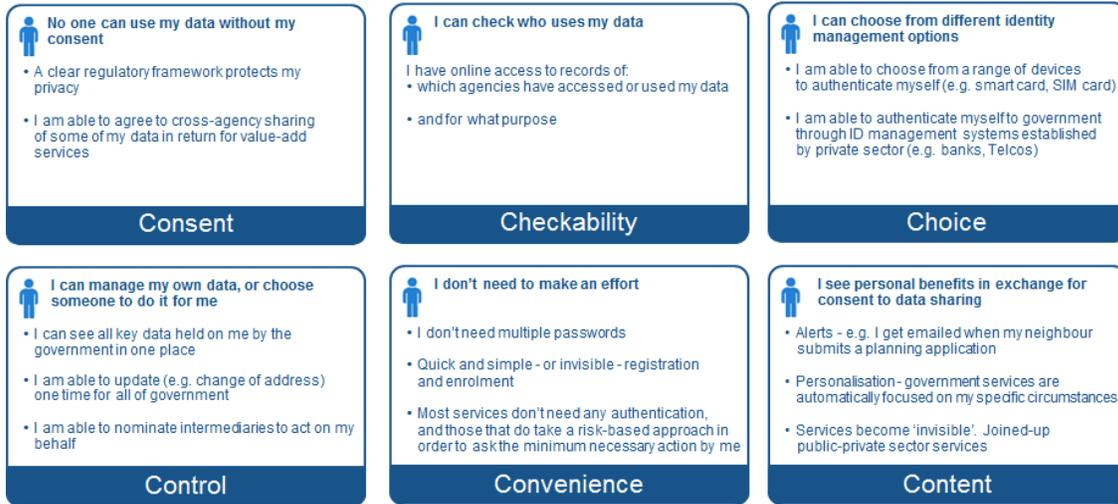 No one can use my data without my
consent
• A clear regulatory framework protects my
privacy
• I am able to agree to cross-agency sharing
of some of my data in return for value-add
services
Consent
I can check who uses my data
I have online access to records of:
• which agencies have accessed or used my data
• and for what purpose
Checkability
I can choose from different identity
management options
• I am able to choose from a range of devices
to authenticate myself (e.g. smart card, SIM card)
• I am able to authenticate myself to government
through ID management systems established
by private sector (e.g. banks, Telcos)
Choice
I can manage my own data, or choose
someone to do it for me
• I can see all key data held on me by the
government in one place
• I am able to update (e.g. change of address)
one time for all of government
• I am able to nominate intermediaries to act on my
behalf
Control
I don't need to make an effort
• I don't need multiple passwords
• Quick and simple - or invisible - registration
and enrolment
• Most services don't need any authentication,
and those that do take a risk-based approach in
order to ask the minimum necessary action by me
Convenience
I see personal benefits in exchange for
consent to data sharing
• Alerts - e.g. I get emailed when my neighbour
submits a planning application
• Personalisation - government services are
automatically focused on my specific circumstances
• Services become 'invisible'. Joined-up
public-private sector services
Content